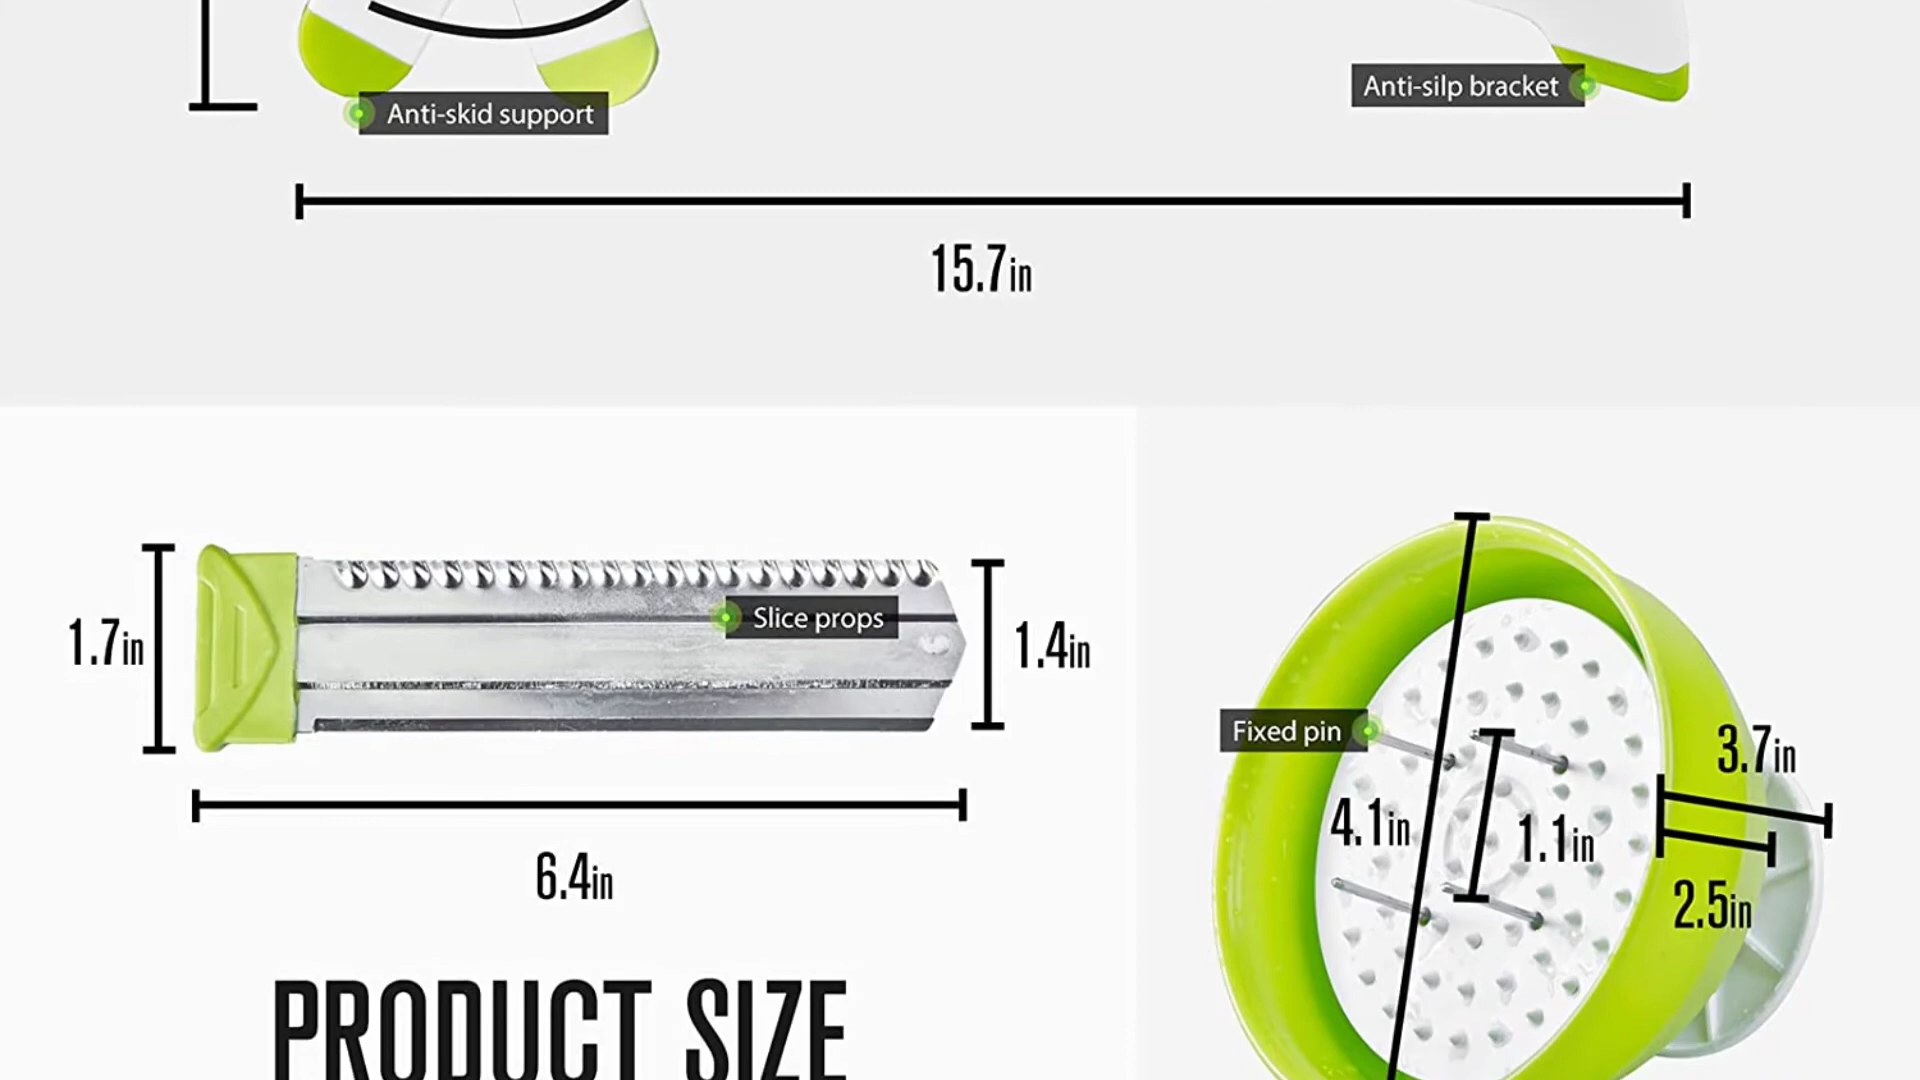 Anti-silp bracket
Anti-skid support
15.7in
Slice props
1.7in
1.4in
6.4in
Fixed pin
3.7in
4.1in
1.1in
2.5in
PRODUCT SIZE